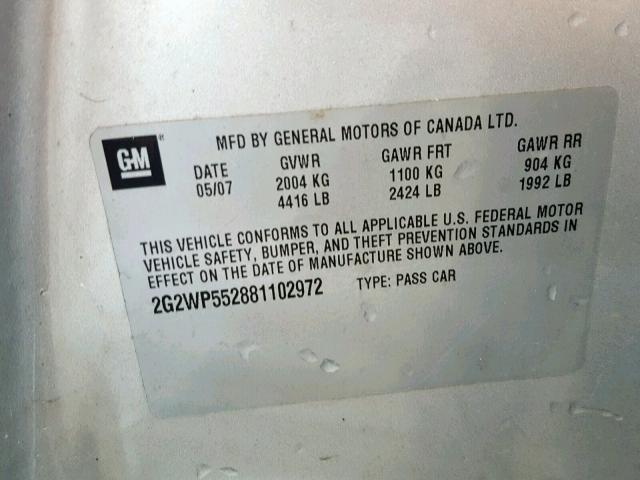 GM
MFD BY GENERAL MOTORS OF CANADA LTD.
DATE GVWR GAWR FRT GAWR RR
05/07 2004 KG 1100 KG 904 KG
4416 LB 2424 LB 1992 LB
THIS VEHICLE CONFORMS TO ALL APPLICABLE U.S. FEDERAL MOTOR
VEHICLE SAFETY, BUMPER, AND THEFT PREVENTION STANDARDS IN
EFFECT ON THE DATE OF MANUFACTURE SHOWN ABOVE.
2G2WP552881102972 TYPE: PASS CAR